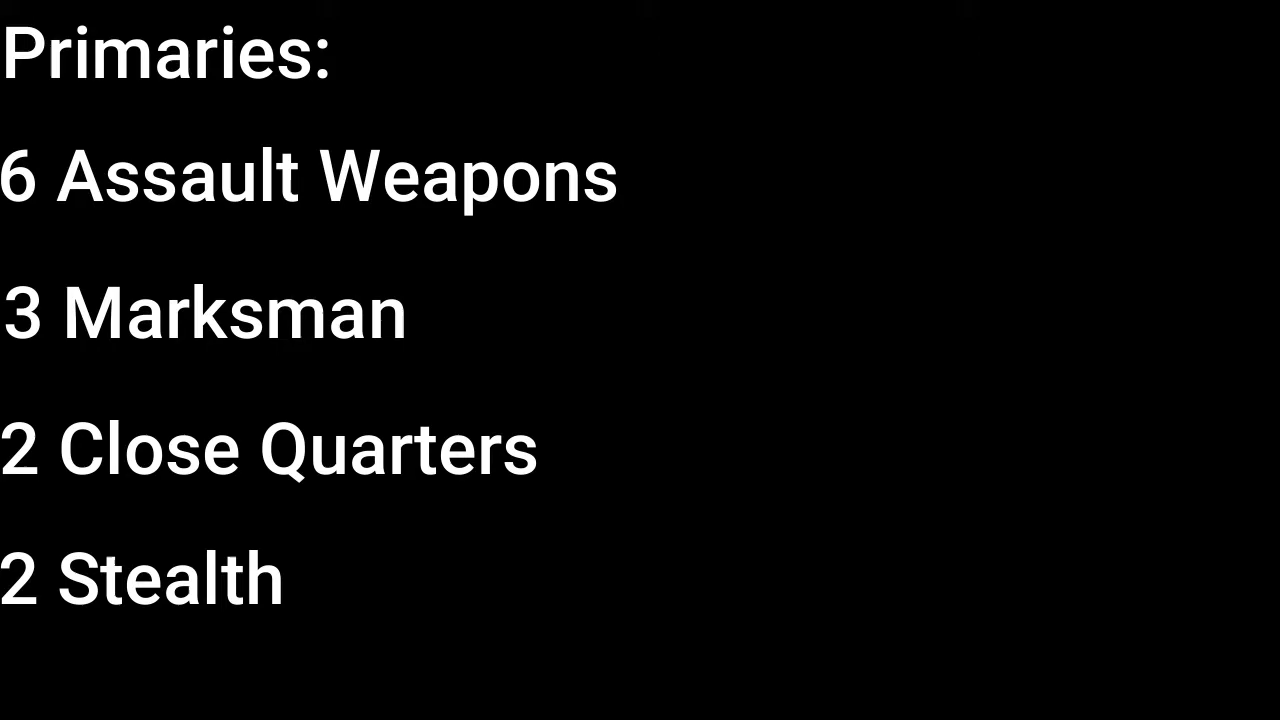 Primaries:
6 Assault Weapons
3 Marksman
2 Close Quarters
2 Stealth